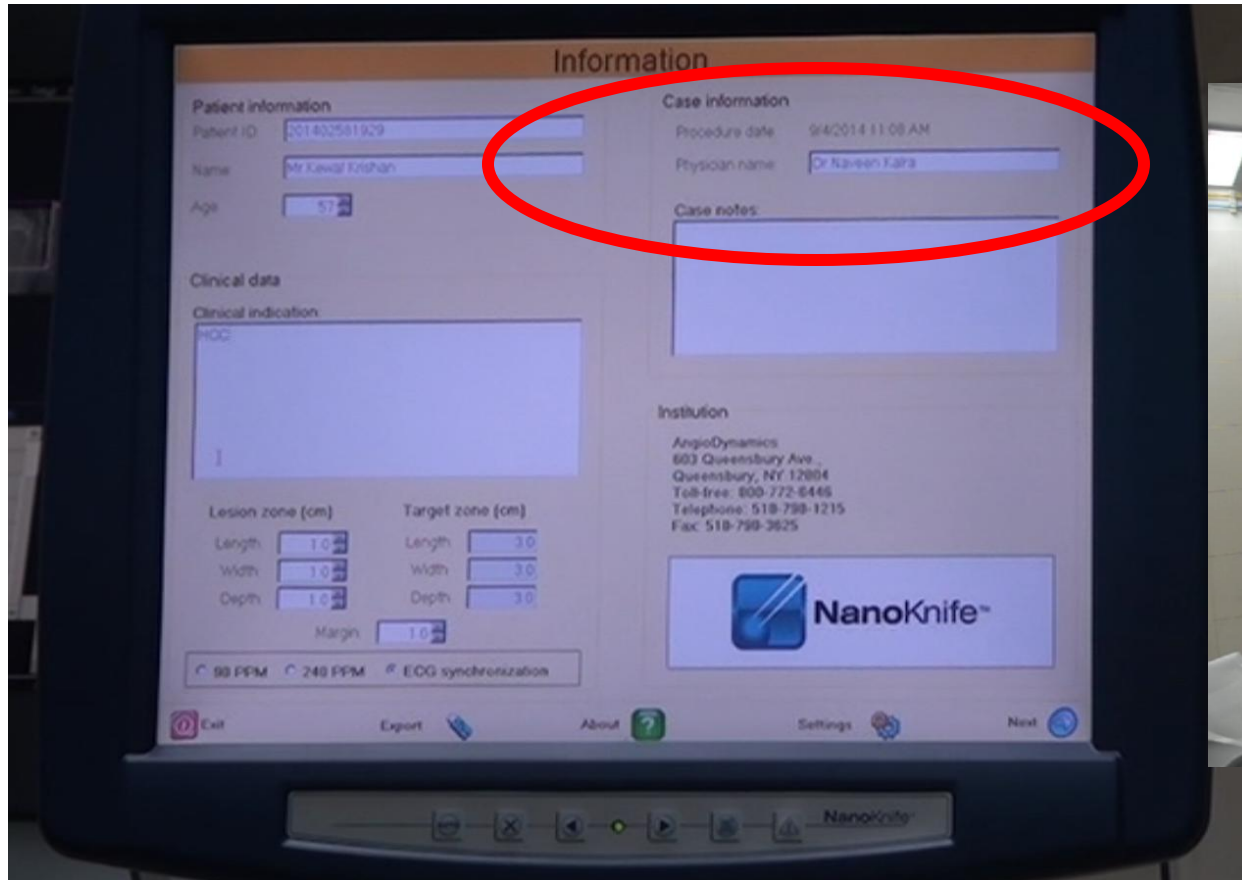 Information
Patient information
Patient ID 201402581929
Name Mr.Kewal Krishan
Age 57
Case information
Procedure date 9/4/2014 11:08 AM
Physician name Dr Naveen Kalra
Case notes:
Clinical data
Clinical indication
HCC
Lesion zone (cm)
Length 1.0
Width 1.0
Depth 1.0
Target zone (cm)
Length 3.0
Width 3.0
Depth 3.0
Margin 1.0
90 PPM 240 PPM ECG synchronization
Institution
AngioDynamics
603 Queensbury Ave.,
Queensbury, NY 12804
Toll-free: 800-772-6446
Telephone: 518-798-1215
Fax: 518-798-3625
NanoKnife™
Exit Export About ? Settings Next
NanoKnife™